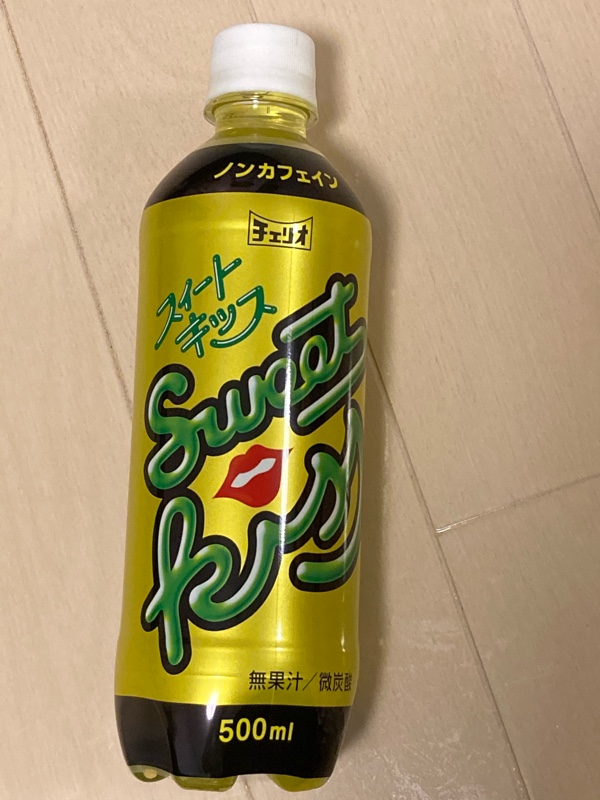 ノンカフェイン
チェリオ
スィート
キッス
Sweet
kiss
無果汁/微炭酸
500ml